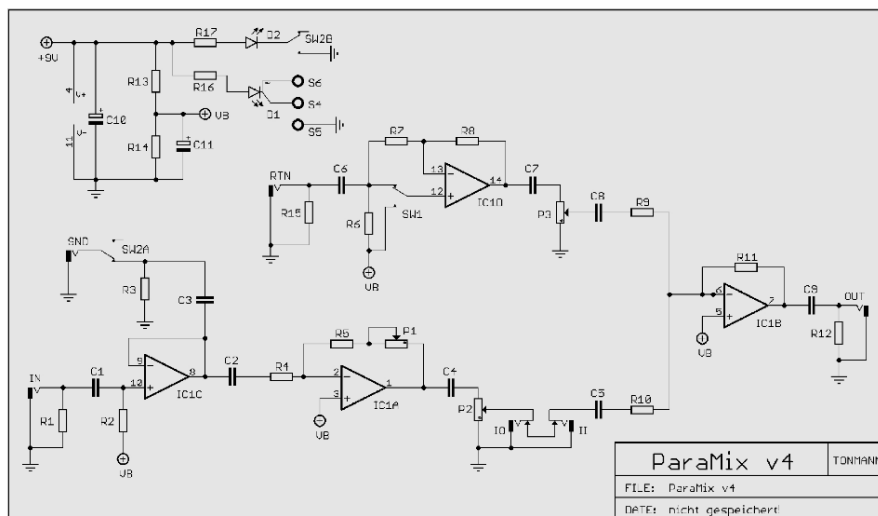 R17
D2
SW2B
+9V
R16
S6
4
V+
R13
D1
S4
VB
C10
S5
11
V-
R14
C11
R7
R8
RTN
C6
13
14
C7
12
IC1D
C8
R9
R15
R6
SW1
P3
SND
SW2A
VB
R11
R3
C3
6
7
C9
OUT
5
IC1B
R12
R5
P1
VB
IN
C1
9
8
C2
R4
2
1
C4
10
IC1C
3
IC1A
C5
R1
R2
P2
IO
II
R10
VB
VB
ParaMix v4
TONMANN
FILE: ParaMix v4
DATE: nicht gespeichert!